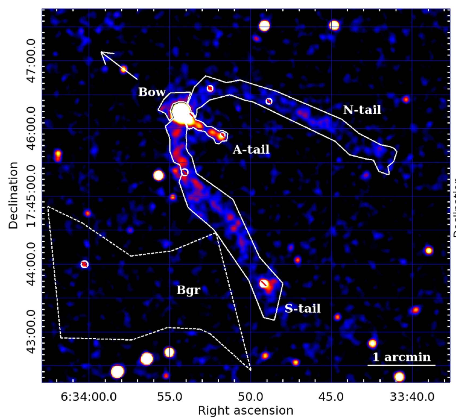 47:00.0
46:00.0
17:45:00.0
44:00.0
43:00.0
Declination
Bow
N-tail
A-tail
Bgr
S-tail
1 arcmin
6:34:00.0 55.0 50.0 45.0 33:40.0
Right ascension